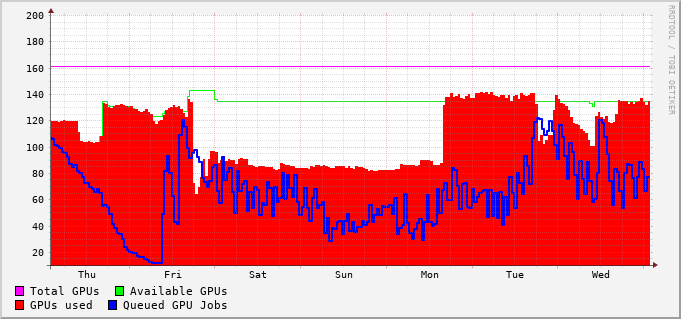 200
180
160
140
120
100
80
60
40
20
Thu Fri Sat Sun Mon Tue Wed
Total GPUs Available GPUs
GPUs used Queued GPU Jobs
RRDTOOL / TOBI OETIKER